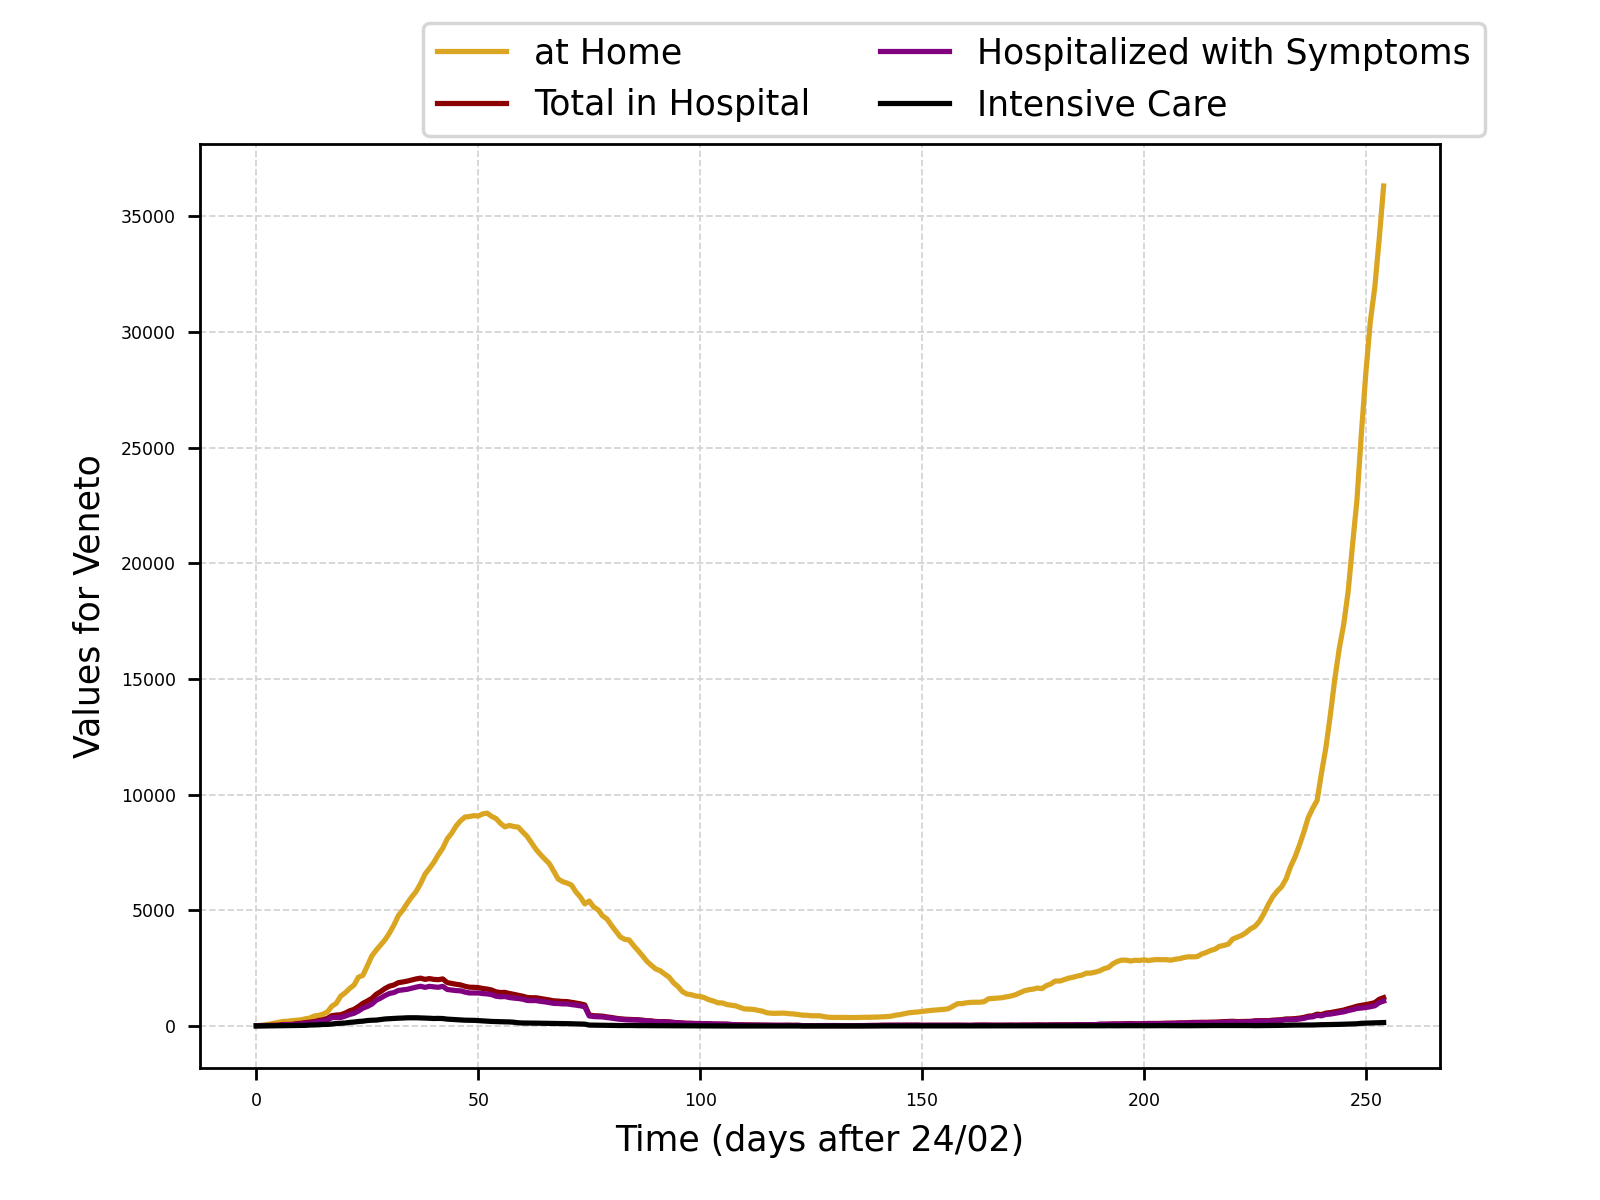 at Home
Total in Hospital
Hospitalized with Symptoms
Intensive Care
Values for Veneto
35000
30000
25000
20000
15000
10000
5000
0
0 50 100 150 200 250
Time (days after 24/02)